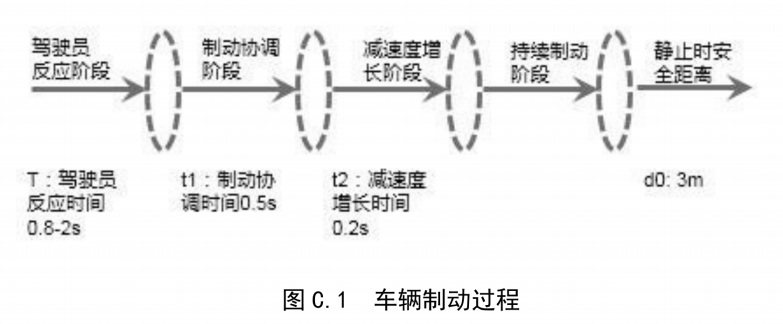 驾驶员
反应阶段
制动协调
阶段
减速度增
长阶段
持续制动
阶段
静止时安
全距离
T：驾驶员
反应时间
0.8-2s
t1：制动协
调时间0.5s
t2：减速度
增长时间
0.2s
d0: 3m
图 C.1 车辆制动过程